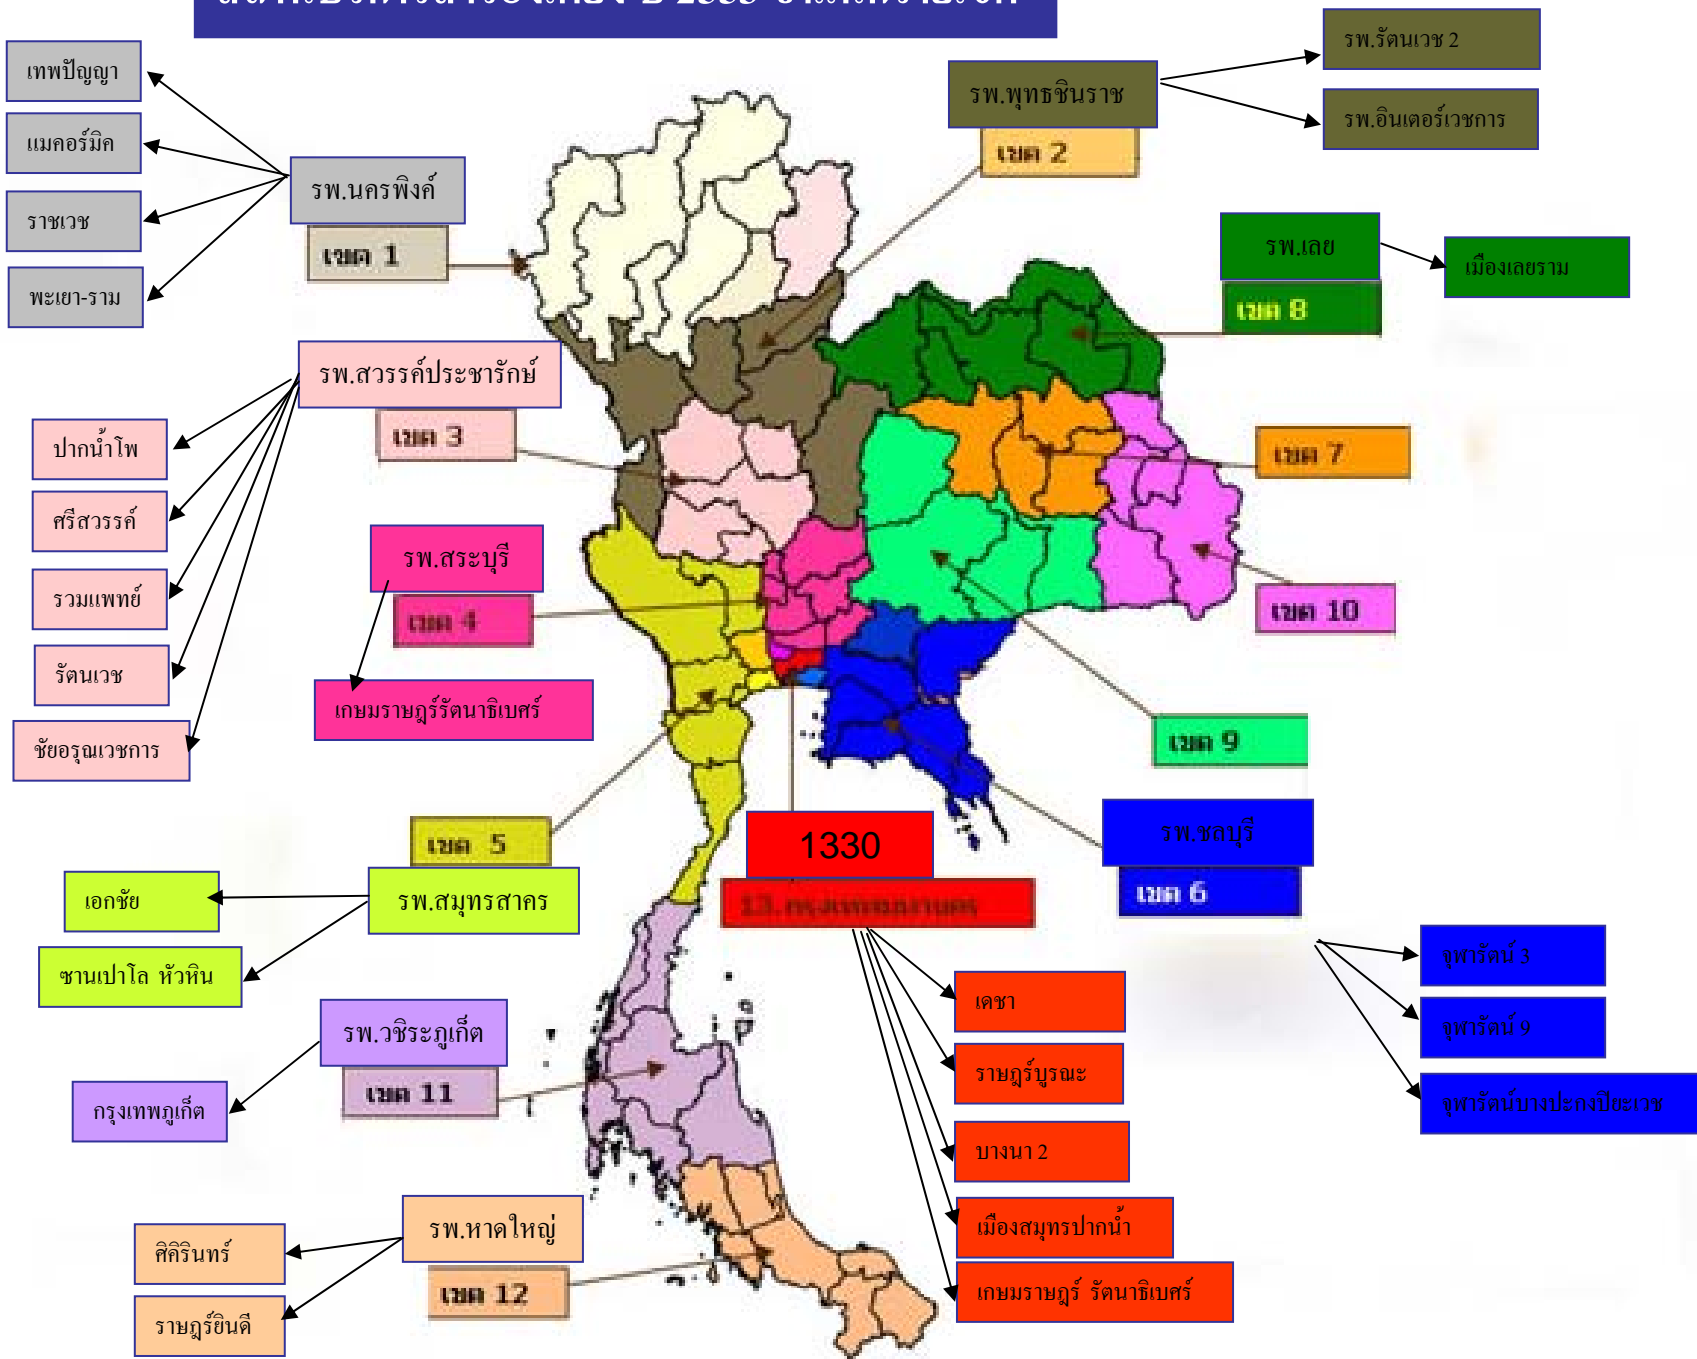 รพ.รัตนเวช 2
รพ.พุทธชินราช
รพ.อินเตอร์เวชการ
เขต 2
เทพปัญญา
แมคอร์มิค
ราชเวช
พะเยา-ราม
รพ.นครพิงค์
เขต 1
รพ.เลย
เมืองเลยราม
เขต 8
รพ.สวรรค์ประชารักษ์
เขต 3
ปากน้ำโพ
ศรีสวรรค์
รวมแพทย์
รัตนเวช
ชัยอรุณเวชการ
เขต 7
รพ.สระบุรี
เขต 4
เกษมราษฎร์รัตนาธิเบศร์
เขต 10
เขต 9
รพ.ชลบุรี
เขต 6
1330
13.กรุงเทพมหานคร
เขต 5
รพ.สมุทรสาคร
เอกชัย
ซานเปาโล หัวหิน
จุฬารัตน์ 3
จุฬารัตน์ 9
จุฬารัตน์บางปะกงปิยะเวช
เดชา
ราษฎร์บูรณะ
บางนา 2
เมืองสมุทรปากน้ำ
เกษมราษฎร์ รัตนาธิเบศร์
รพ.วชิระภูเก็ต
เขต 11
กรุงเทพภูเก็ต
รพ.หาดใหญ่
เขต 12
ศิคิรินทร์
ราษฎร์ยินดี